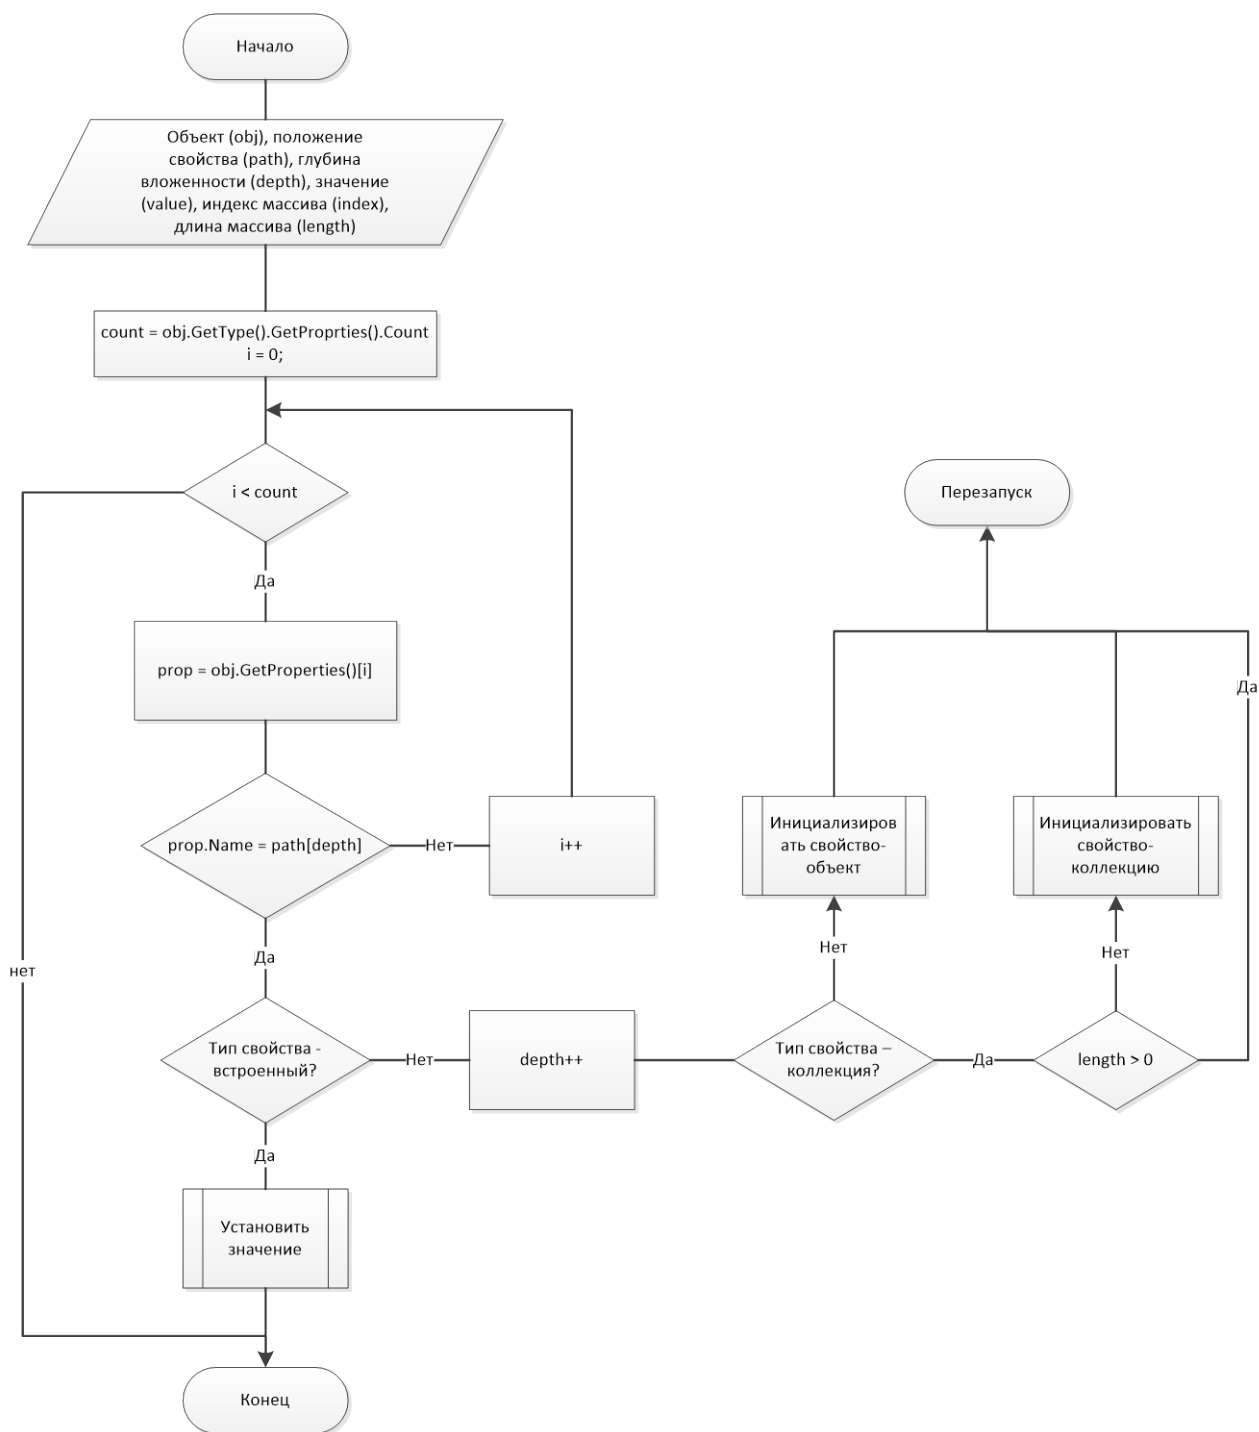 Начало
Объект (obj), положение
свойства (path), глубина
вложенности (depth), значение
(value), индекс массива (index),
длина массива (length)
count = obj.GetType().GetProprties().Count
i = 0;
i < count
Да
prop = obj.GetProperties()[i]
prop.Name = path[depth]
Нет
i++
Да
нет
Тип свойства -
встроенный?
Нет
depth++
Тип свойства –
коллекция?
Да
length > 0
Нет
Нет
Инициализиров
ать свойство-
объект
Инициализировать
свойство-
коллекцию
Да
Перезапуск
Да
Установить
значение
Конец